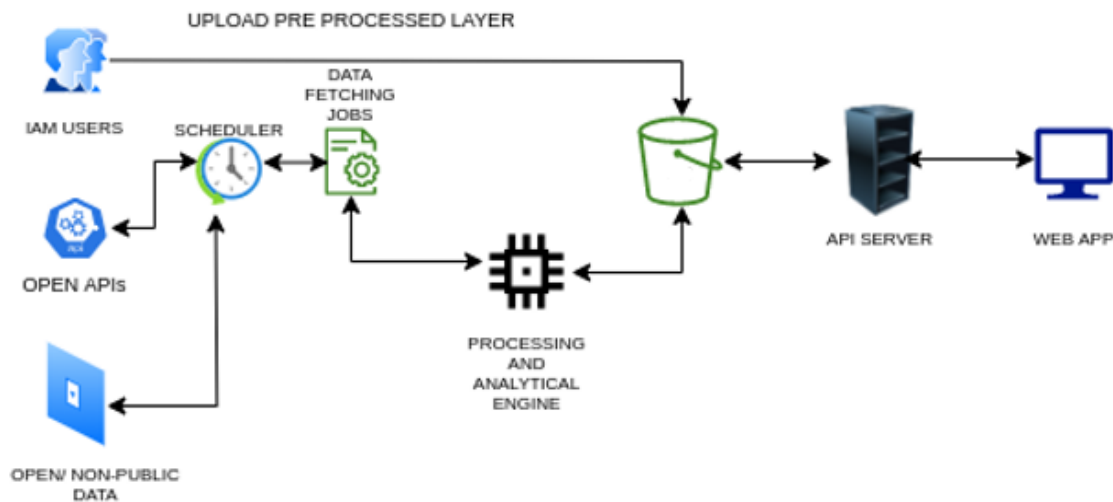 UPLOAD PRE PROCESSED LAYER
DATA
FETCHING
JOBS
IAM USERS
SCHEDULER
OPEN APIs
API SERVER
WEB APP
PROCESSING
AND
ANALYTICAL
ENGINE
OPEN/ NON-PUBLIC
DATA